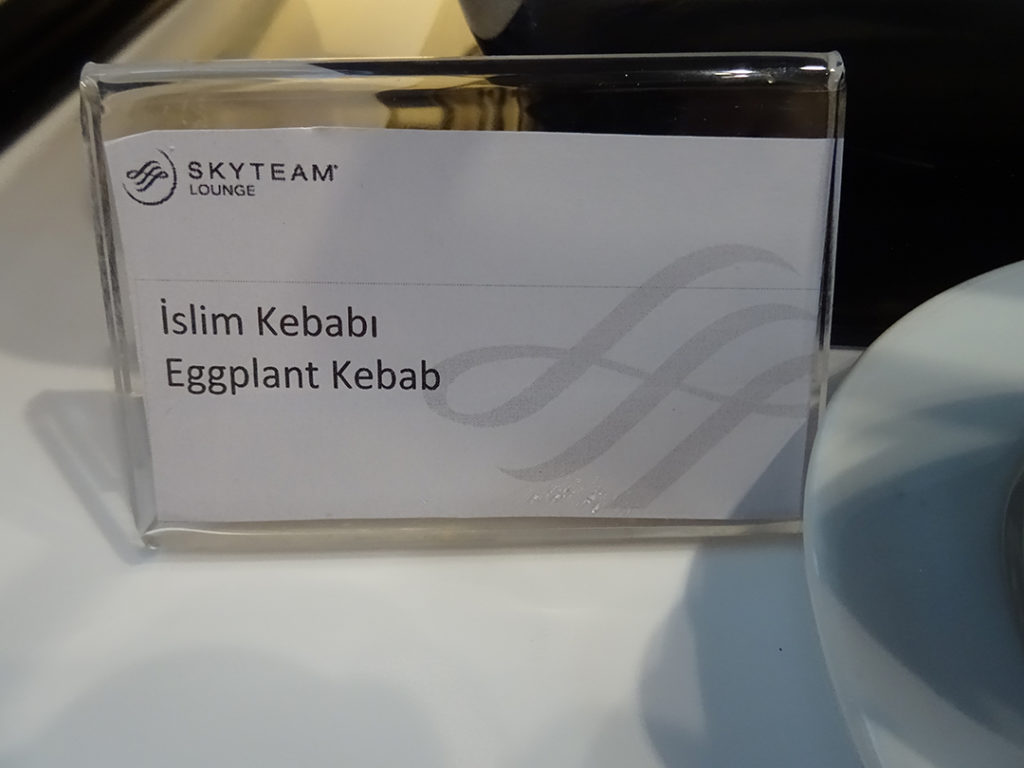 SKYTEAM
LOUNGE
İslim Kebabı
Eggplant Kebab